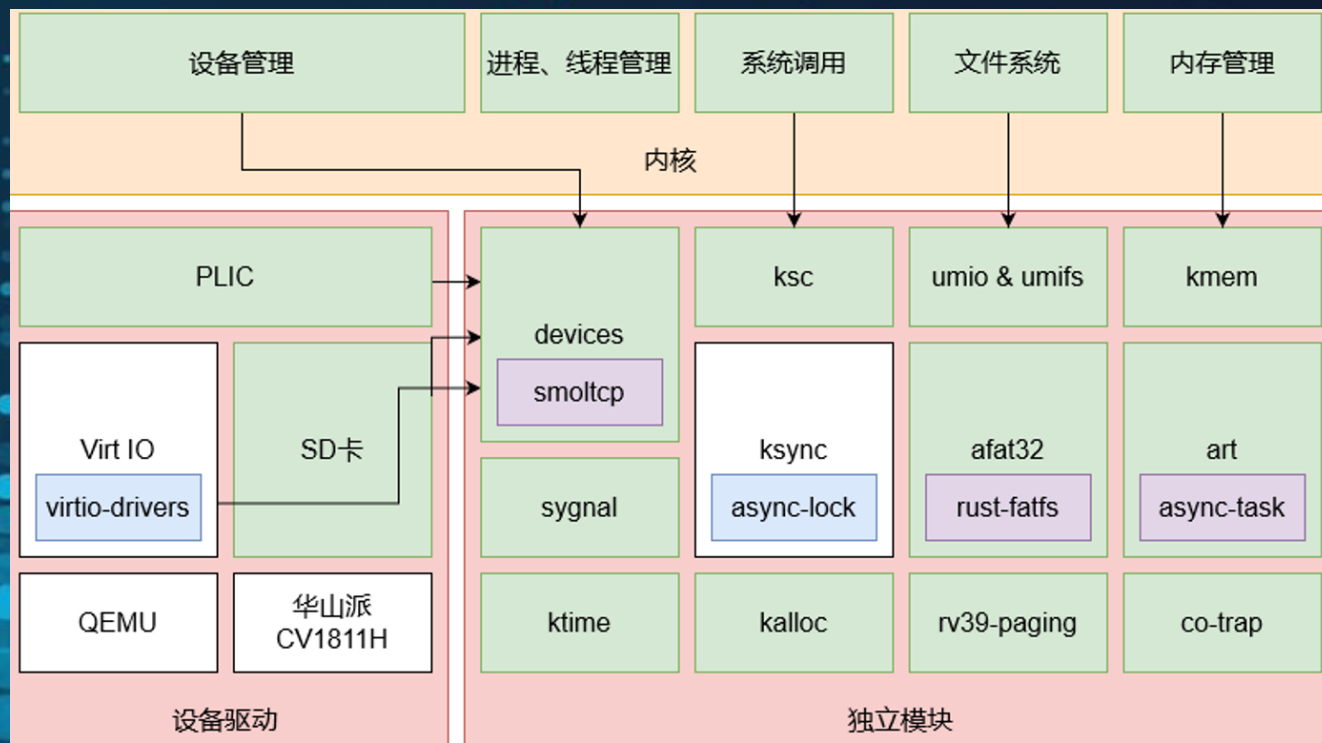 设备管理
进程、线程管理
系统调用
文件系统
内存管理
内核
PLIC
devices
smoltcp
ksc
umio & umifs
kmem
Virt IO
virtio-drivers
SD卡
sygnal
ksync
async-lock
afat32
rust-fatfs
art
async-task
QEMU
华山派
CV1811H
ktime
kalloc
rv39-paging
co-trap
设备驱动
独立模块